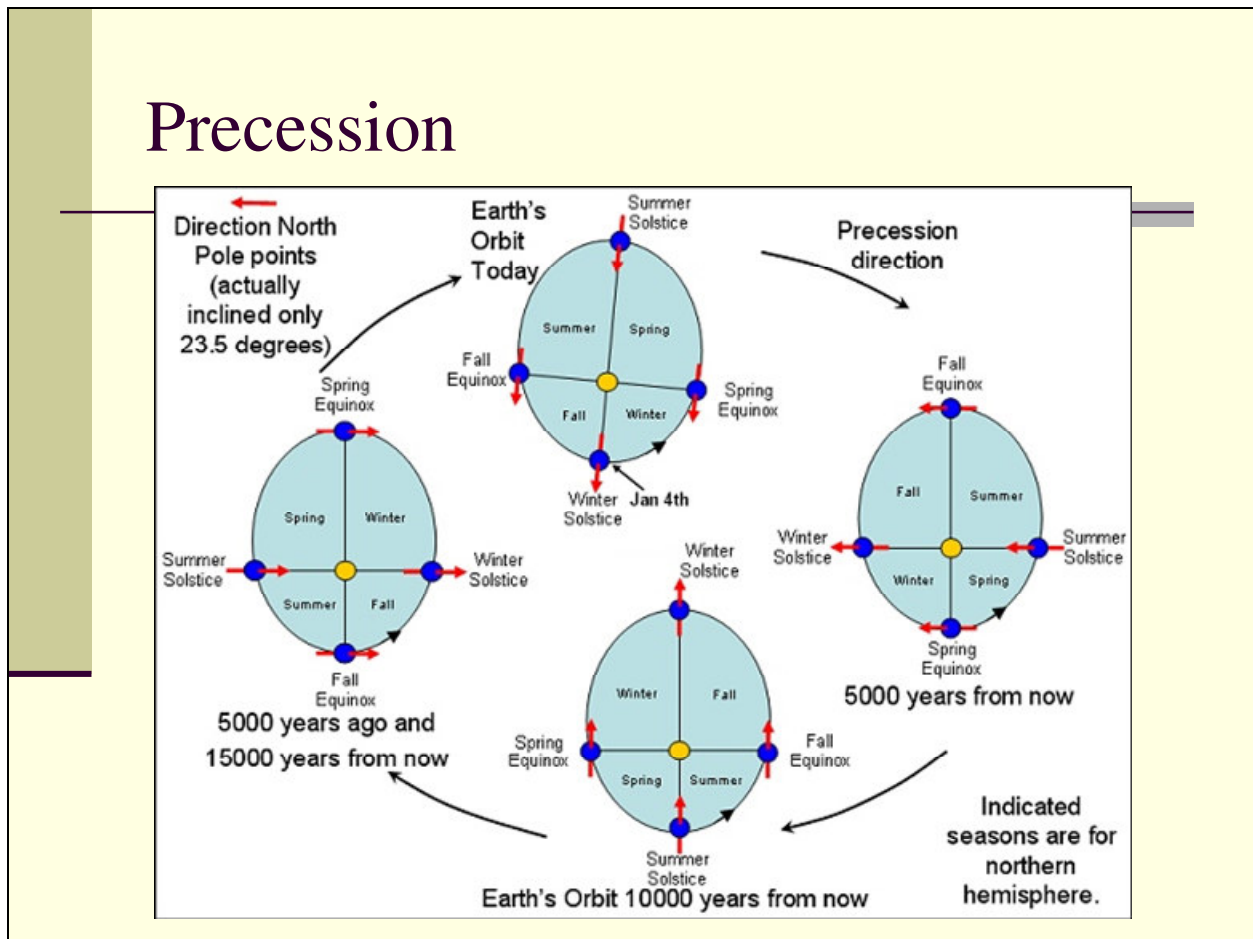 Precession
Direction North
Pole points
(actually
inclined only
23.5 degrees)
Earth's
Orbit
Today
Summer
Solstice
Summer
Spring
Fall
Equinox
Spring
Equinox
Fall
Winter
Winter
Solstice
Jan 4th
Precession
direction
Fall
Equinox
Fall
Summer
Winter
Solstice
Summer
Solstice
Winter
Spring
Spring
Equinox
5000 years from now
Spring
Equinox
Spring
Winter
Summer
Solstice
Winter
Solstice
Summer
Fall
Fall
Equinox
5000 years ago and
15000 years from now
Winter
Solstice
Winter
Fall
Spring
Equinox
Fall
Equinox
Spring
Summer
Summer
Solstice
Earth's Orbit 10000 years from now
Indicated
seasons are for
northern
hemisphere.